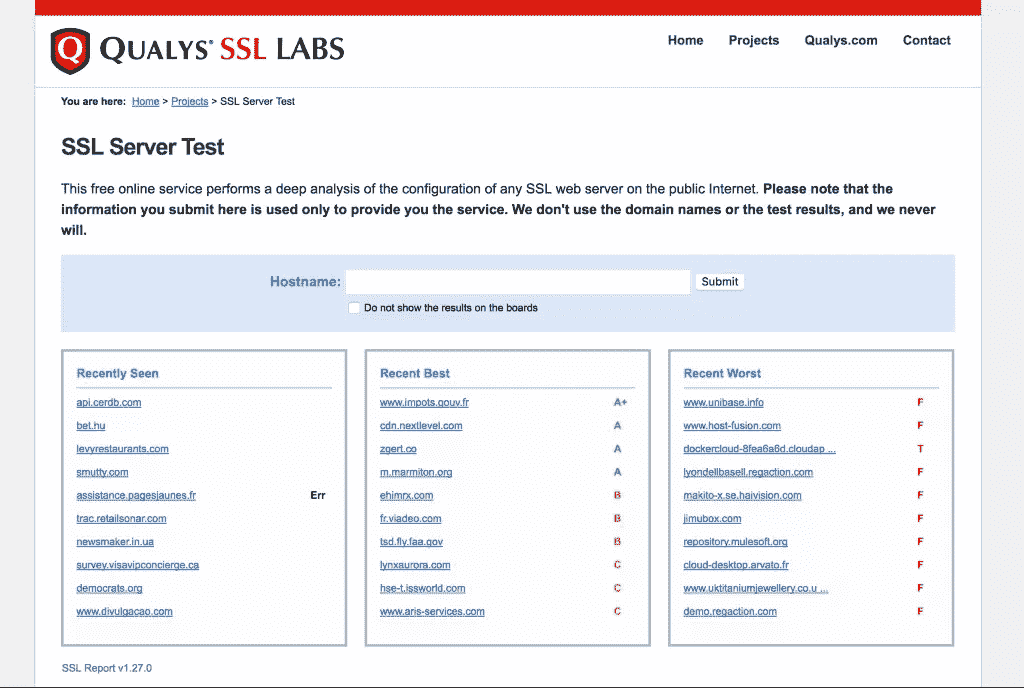 QUALYS® SSL LABS
Home Projects Qualys.com Contact
You are here: Home > Projects > SSL Server Test
SSL Server Test
This free online service performs a deep analysis of the configuration of any SSL web server on the public Internet. Please note that the
information you submit here is used only to provide you the service. We don't use the domain names or the test results, and we never
will.
Hostname: Submit
Do not show the results on the boards
Recently Seen
api.cerdb.com
bet.hu
levyrestaurants.com
smutty.com
assistance.pagesjaunes.fr Err
trac.retailsonar.com
newsmaker.in.ua
survey.visavipconcierge.ca
democrats.org
www.divulgacao.com
Recent Best
www.impots.gouv.fr A+
cdn.nextlevel.com A
zgert.co A
m.marmiton.org A
ehimrx.com B
fr.viadeo.com B
tsd.fly.faa.gov B
lynxaurora.com C
hse-t.issworld.com C
www.aris-services.com C
Recent Worst
www.unibase.info F
www.host-fusion.com F
dockercloud-8fea6a6d.cloudap ... T
lyondellbasell.regaction.com F
makito-x.se.haivision.com F
jimubox.com F
repository.mulesoft.org F
cloud-desktop.arvato.fr F
www.uktitaniumjewellery.co.u ... F
demo.regaction.com F
SSL Report v1.27.0